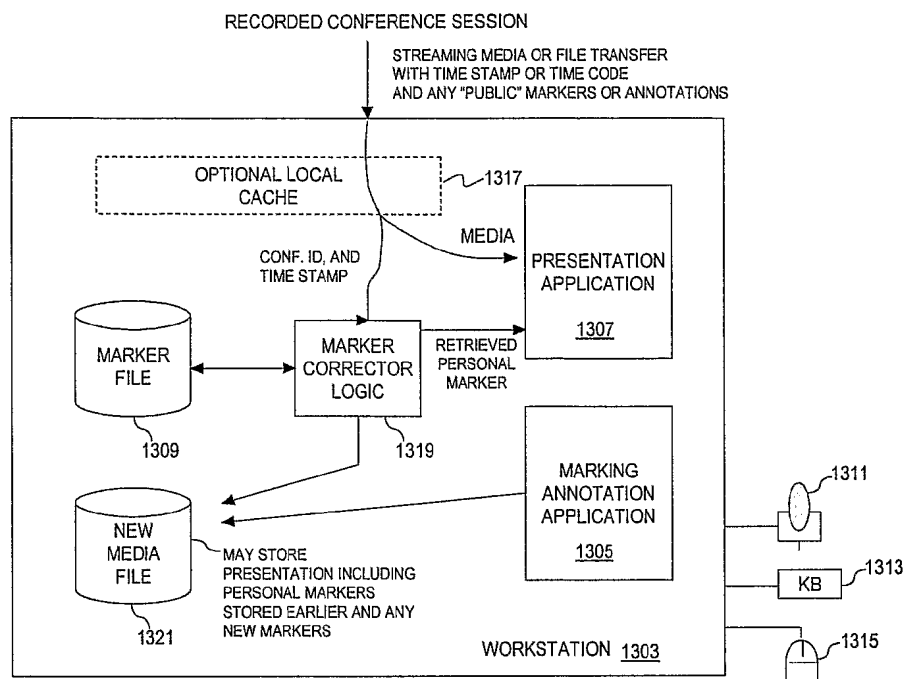 RECORDED CONFERENCE SESSION
STREAMING MEDIA OR FILE TRANSFER
WITH TIME STAMP OR TIME CODE
AND ANY "PUBLIC" MARKERS OR ANNOTATIONS
OPTIONAL LOCAL
CACHE
1317
MEDIA
CONF. ID, AND
TIME STAMP
PRESENTATION
APPLICATION
1307
MARKER
FILE
1309
MARKER
CORRECTOR
LOGIC
1319
RETRIEVED
PERSONAL
MARKER
MARKING
ANNOTATION
APPLICATION
1305
NEW
MEDIA
FILE
1321
MAY STORE
PRESENTATION INCLUDING
PERSONAL MARKERS
STORED EARLIER AND ANY
NEW MARKERS
WORKSTATION 1303
1311
KB
1313
1315